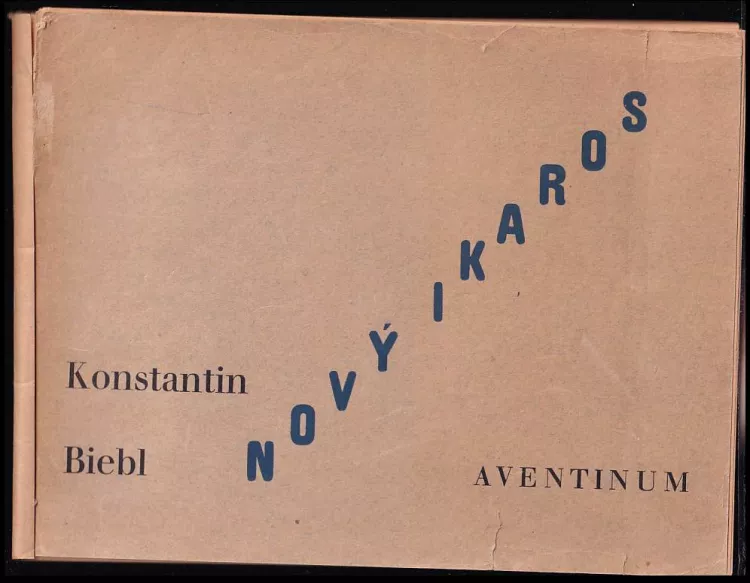 Konstantin
Biebl
NOVÝ IKAROS
AVENTINUM